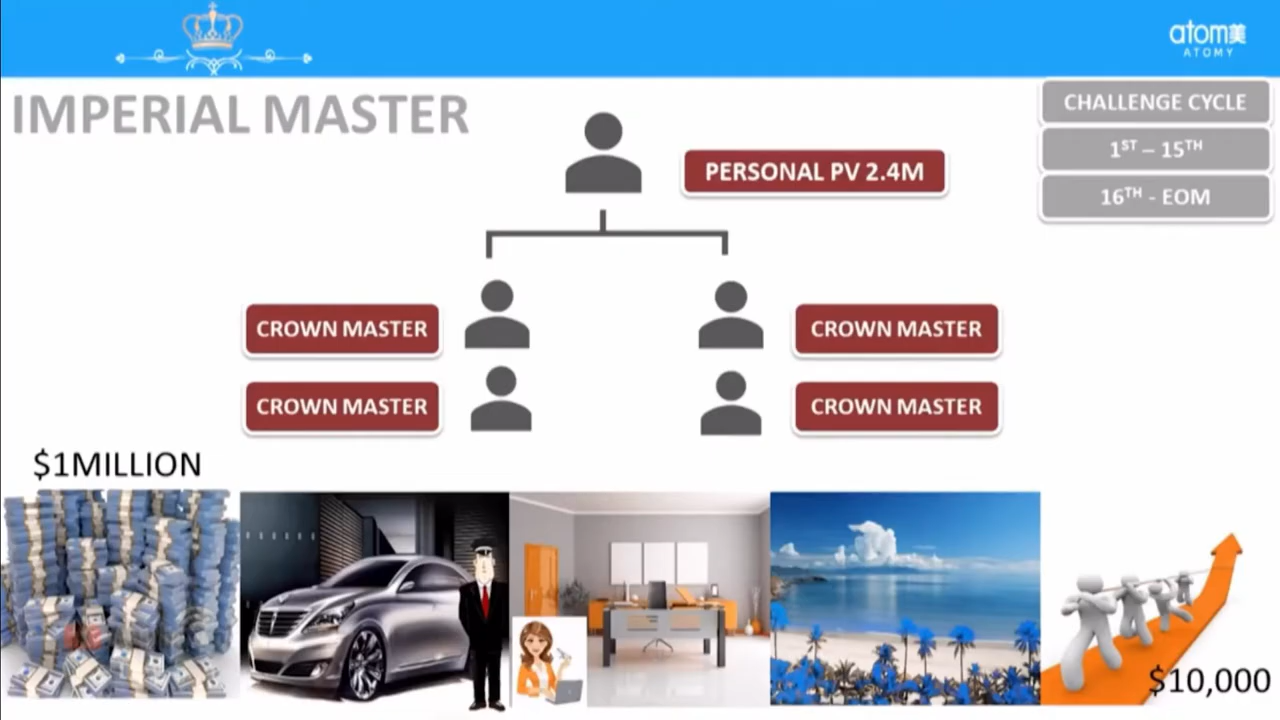 atom美
ATOMY
IMPERIAL MASTER
CHALLENGE CYCLE
1ST – 15TH
16TH - EOM
PERSONAL PV 2.4M
CROWN MASTER
CROWN MASTER
CROWN MASTER
CROWN MASTER
$1MILLION
$10,000